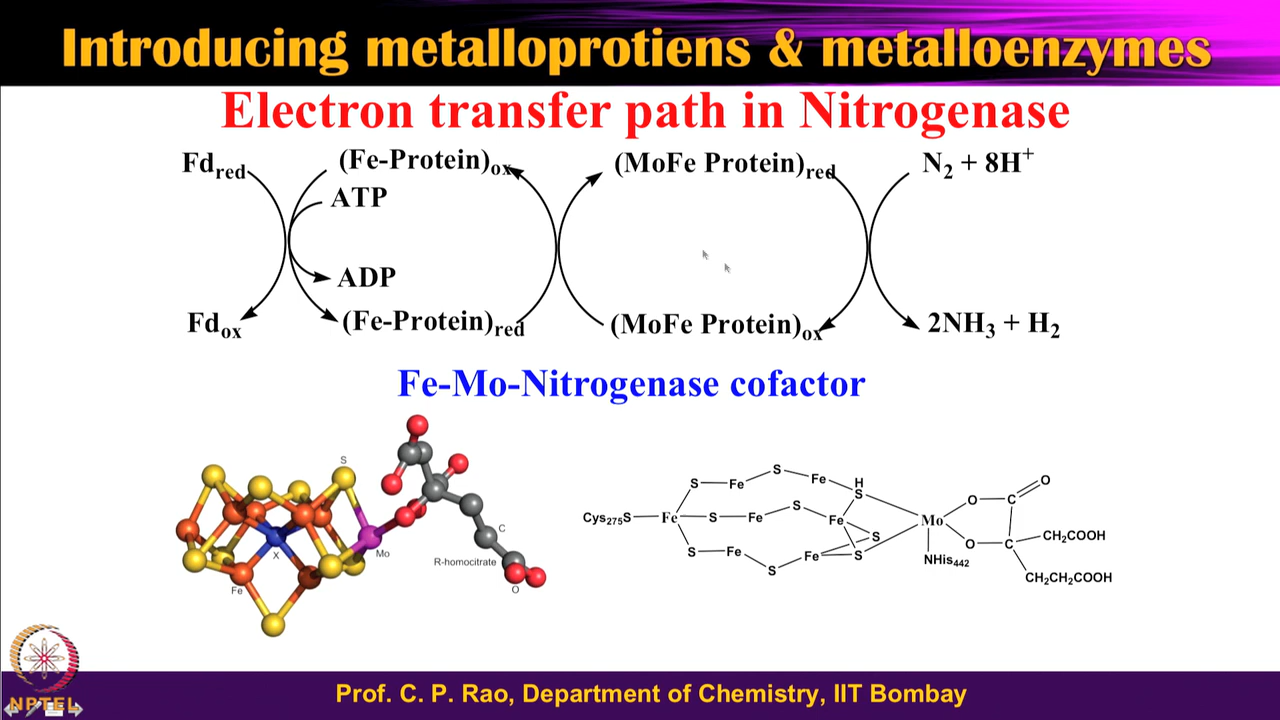 Introducing metalloprotiens & metalloenzymes
Electron transfer path in Nitrogenase
Fd_red (Fe-Protein)_ox (MoFe Protein)_red N₂ + 8H⁺
ATP
ADP
Fd_ox (Fe-Protein)_red (MoFe Protein)_ox 2NH₃ + H₂
Fe-Mo-Nitrogenase cofactor
S
X
Mo
Fe
C
R-homocitrate
O
S Fe S Fe H S O C O
Cys₂₇₅S Fe S Fe S Fe Mo
S O C CH₂COOH
S Fe S Fe S NHis₄₄₂
CH₂CH₂COOH
NPTEL
Prof. C. P. Rao, Department of Chemistry, IIT Bombay